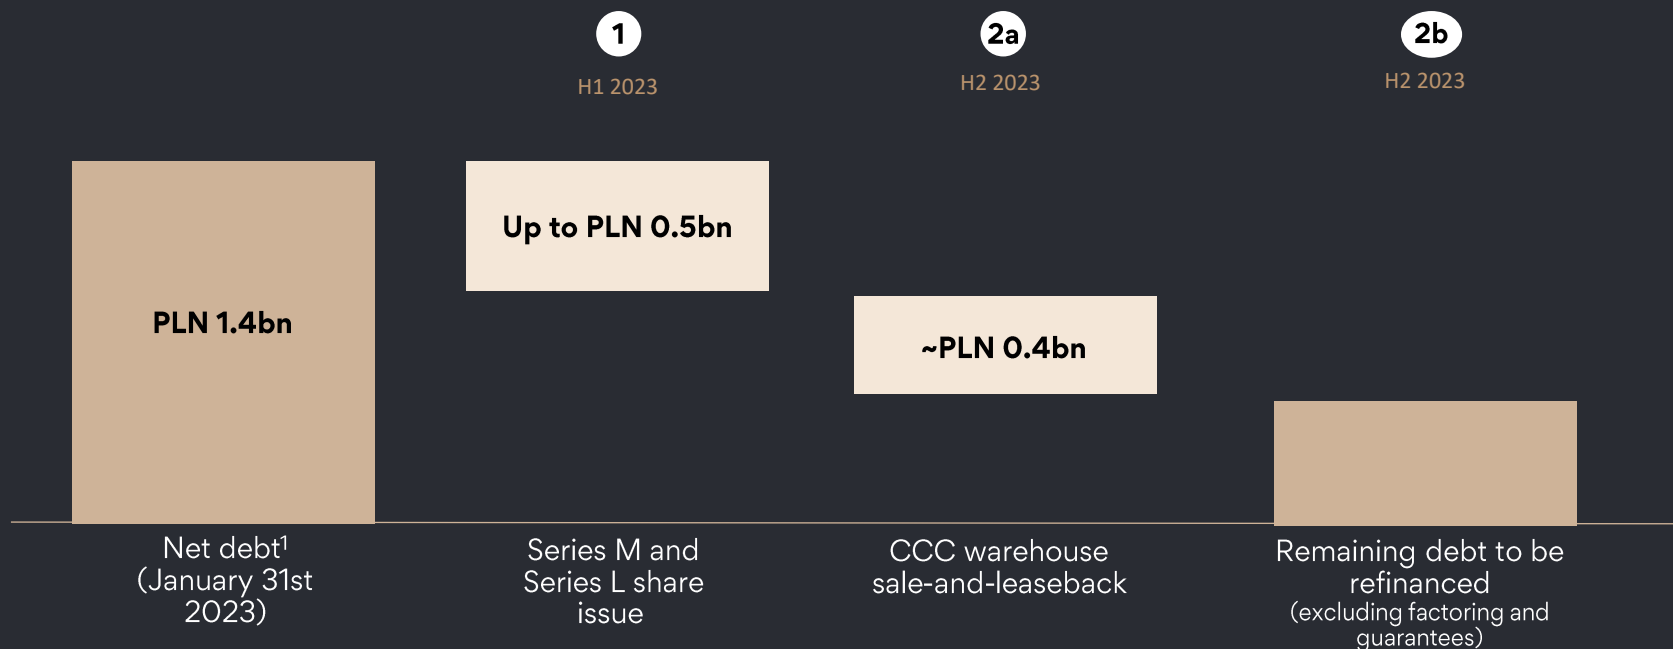 1
H1 2023
2a
H2 2023
2b
H2 2023
PLN 1.4bn
Up to PLN 0.5bn
~PLN 0.4bn
Net debt¹
(January 31st
2023)
Series M and
Series L share
issue
CCC warehouse
sale-and-leaseback
Remaining debt to be
refinanced
(excluding factoring and
guarantees)